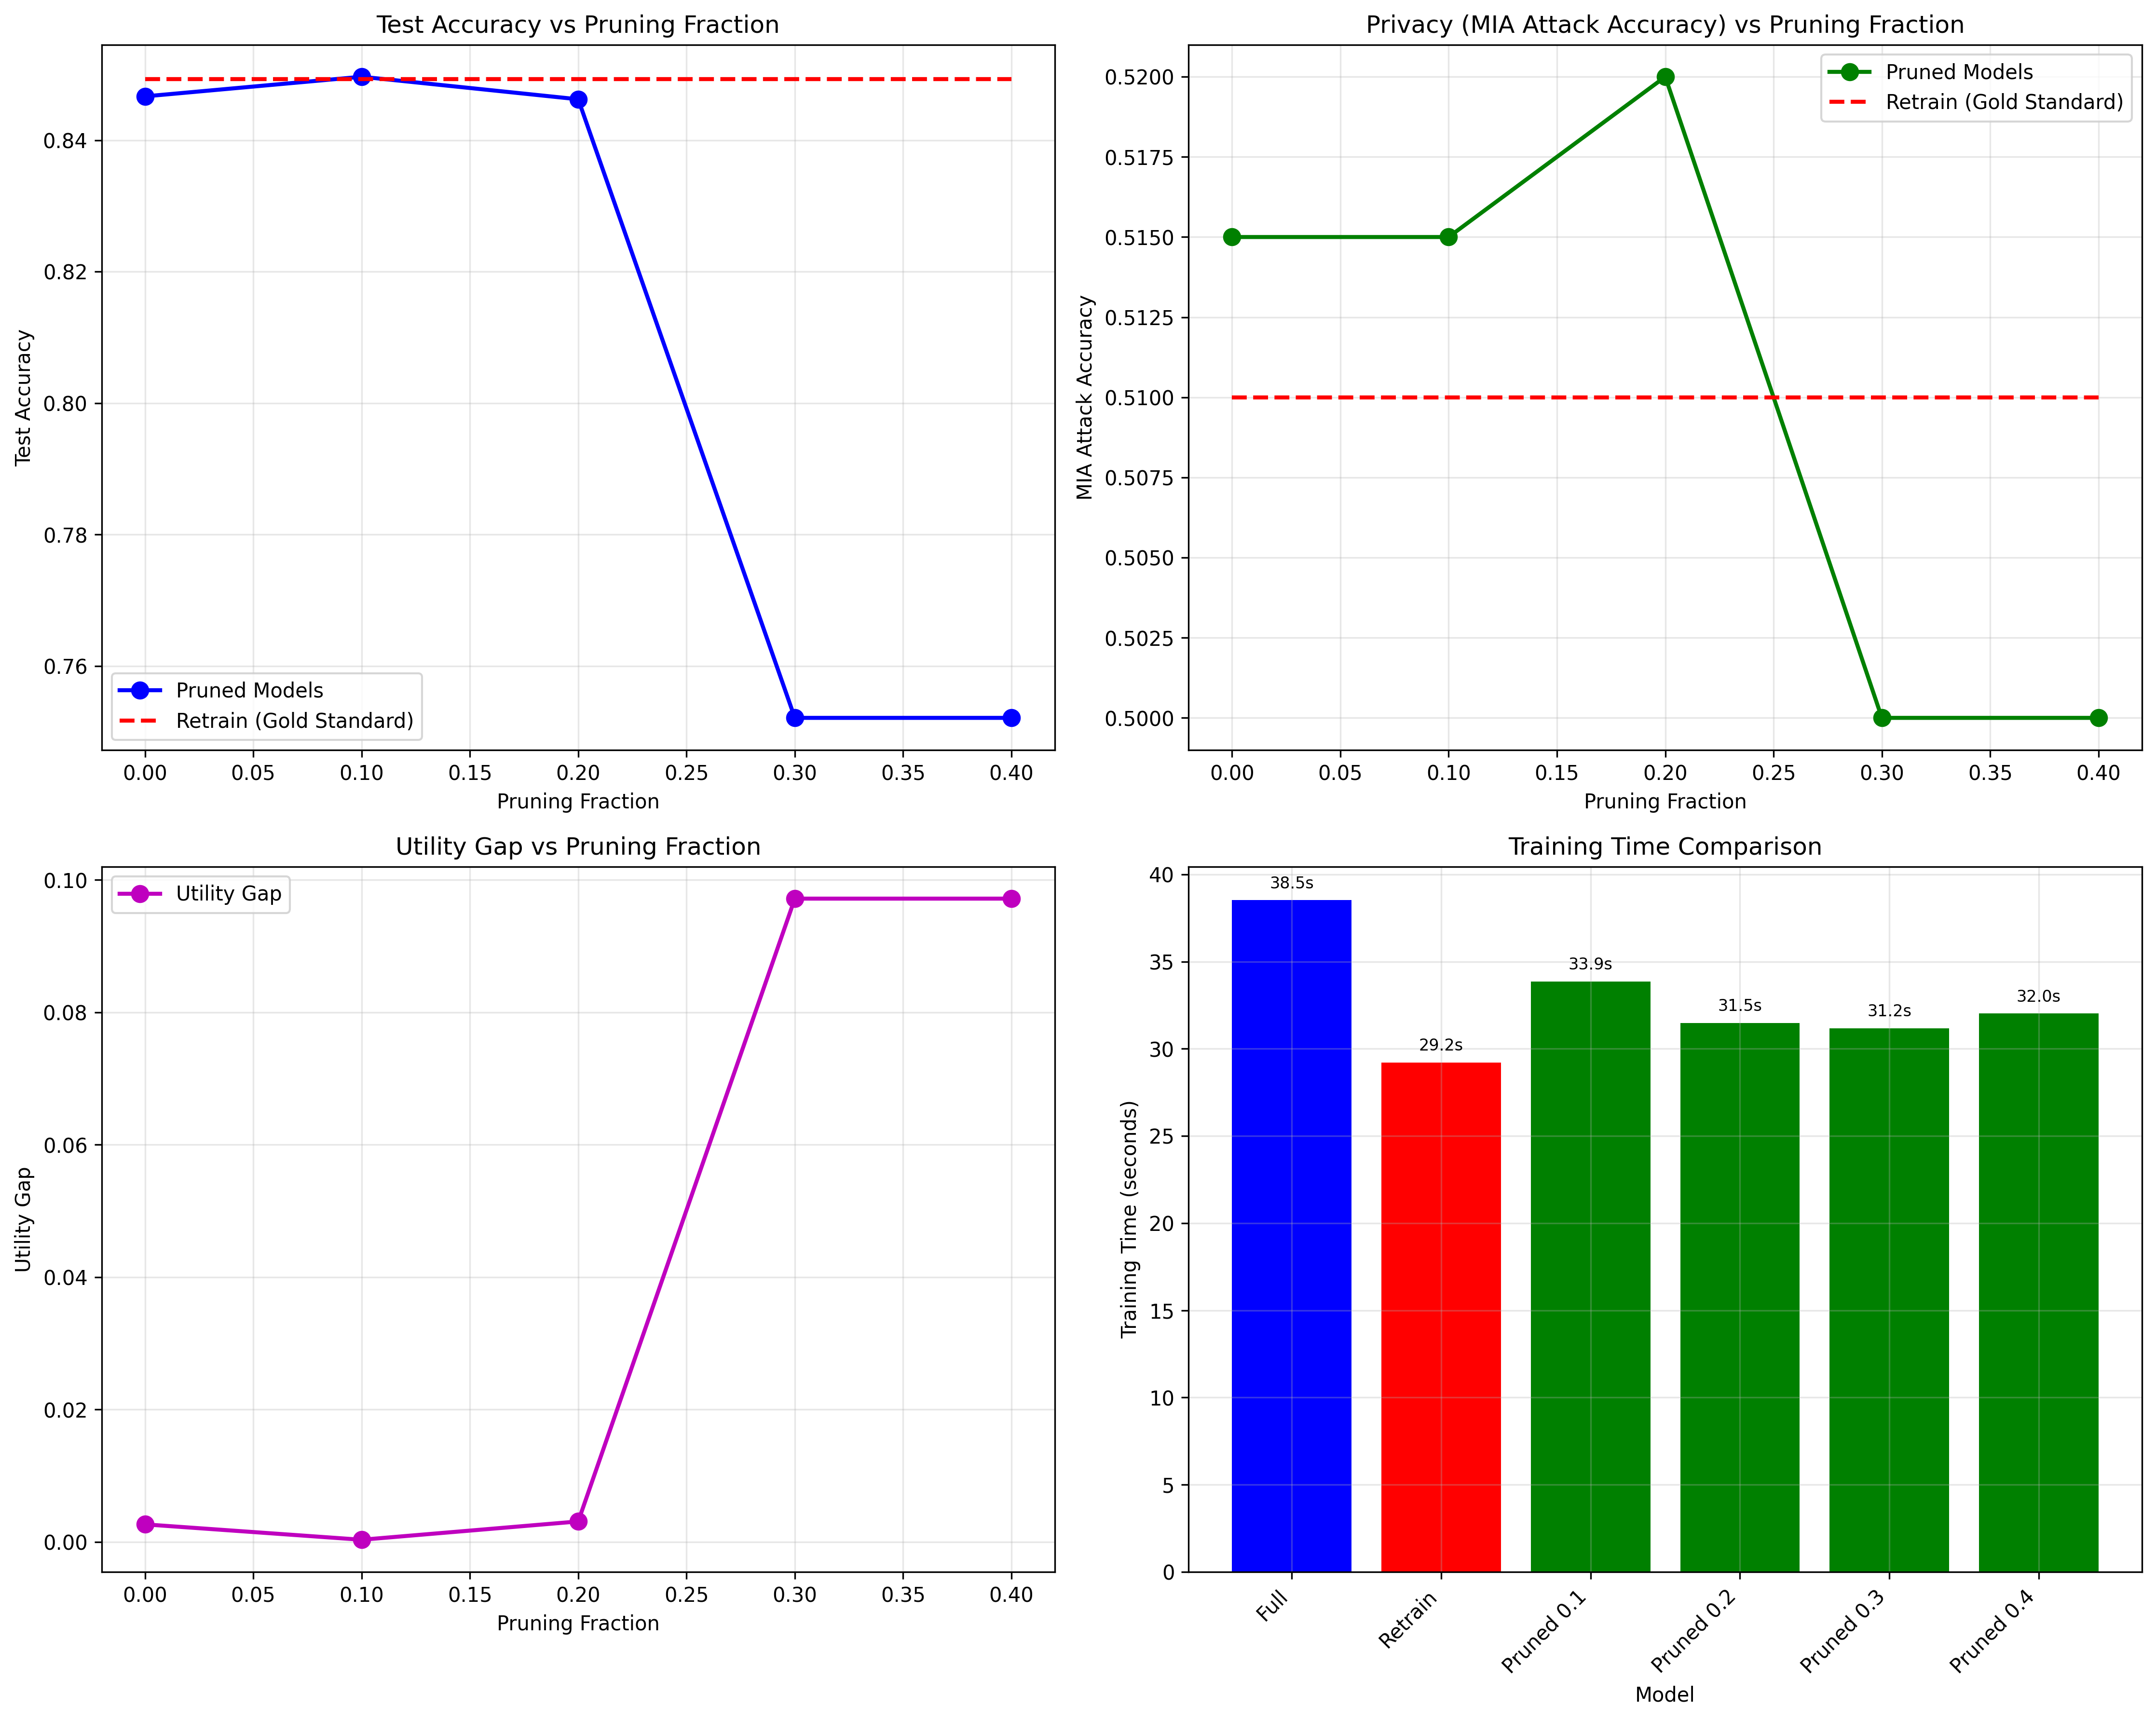 Test Accuracy vs Pruning Fraction
Test Accuracy
0.84
0.82
0.80
0.78
0.76
Pruned Models
Retrain (Gold Standard)
0.00 0.05 0.10 0.15 0.20 0.25 0.30 0.35 0.40
Pruning Fraction
Privacy (MIA Attack Accuracy) vs Pruning Fraction
MIA Attack Accuracy
0.5200
0.5175
0.5150
0.5125
0.5100
0.5075
0.5050
0.5025
0.5000
Pruned Models
Retrain (Gold Standard)
0.00 0.05 0.10 0.15 0.20 0.25 0.30 0.35 0.40
Pruning Fraction
Utility Gap vs Pruning Fraction
Utility Gap
0.10
0.08
0.06
0.04
0.02
0.00
Utility Gap
0.00 0.05 0.10 0.15 0.20 0.25 0.30 0.35 0.40
Pruning Fraction
Training Time Comparison
Training Time (seconds)
40
35
30
25
20
15
10
5
0
38.5s
29.2s
33.9s
31.5s
31.2s
32.0s
Full
Retrain
Pruned 0.1
Pruned 0.2
Pruned 0.3
Pruned 0.4
Model